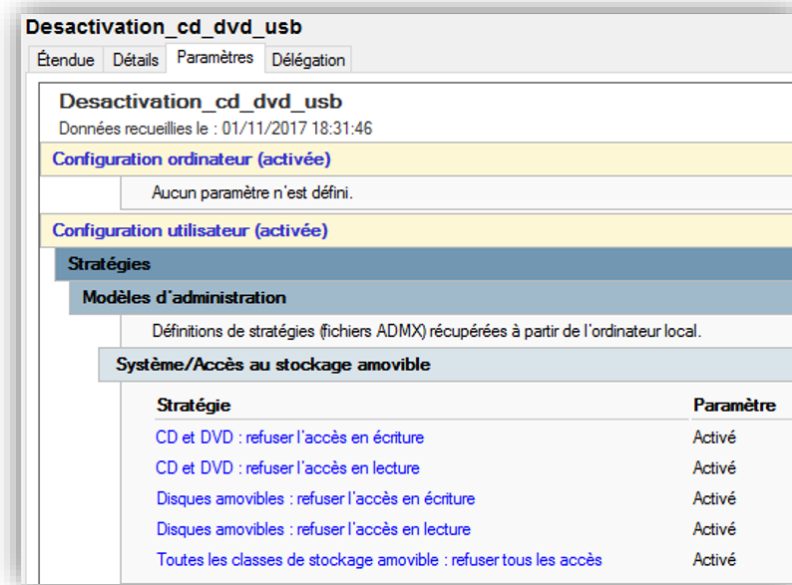 Desactivation_cd_dvd_usb
Étendue Détails Paramètres Délégation
Desactivation_cd_dvd_usb
Données recueillies le : 01/11/2017 18:31:46
Configuration ordinateur (activée)
Aucun paramètre n'est défini.
Configuration utilisateur (activée)
Stratégies
Modèles d'administration
Définitions de stratégies (fichiers ADMX) récupérées à partir de l'ordinateur local.
Système/Accès au stockage amovible
Stratégie Paramètre
CD et DVD : refuser l'accès en écriture Activé
CD et DVD : refuser l'accès en lecture Activé
Disques amovibles : refuser l'accès en écriture Activé
Disques amovibles : refuser l'accès en lecture Activé
Toutes les classes de stockage amovible : refuser tous les accès Activé